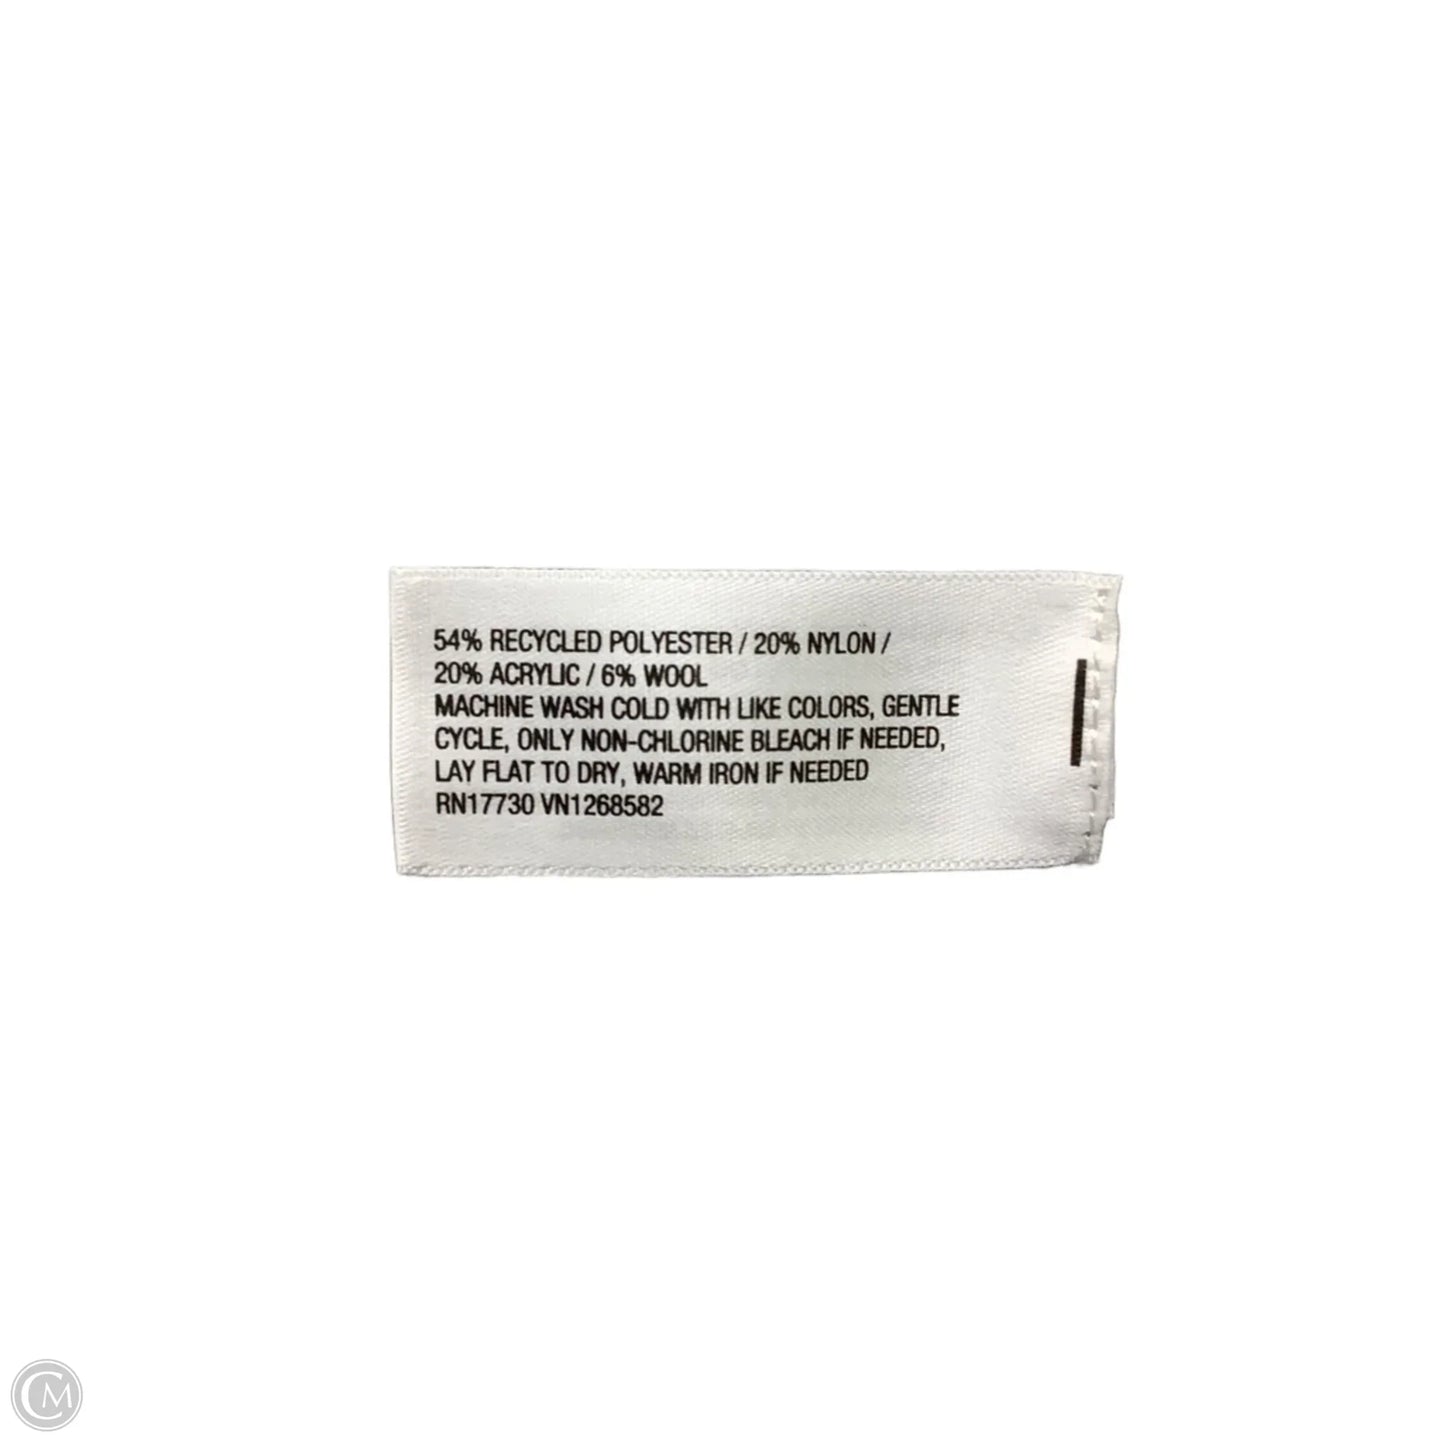 54% RECYCLED POLYESTER / 20% NYLON /
20% ACRYLIC / 6% WOOL
MACHINE WASH COLD WITH LIKE COLORS, GENTLE
CYCLE, ONLY NON-CHLORINE BLEACH IF NEEDED,
LAY FLAT TO DRY, WARM IRON IF NEEDED
RN17730 VN1268582
CM